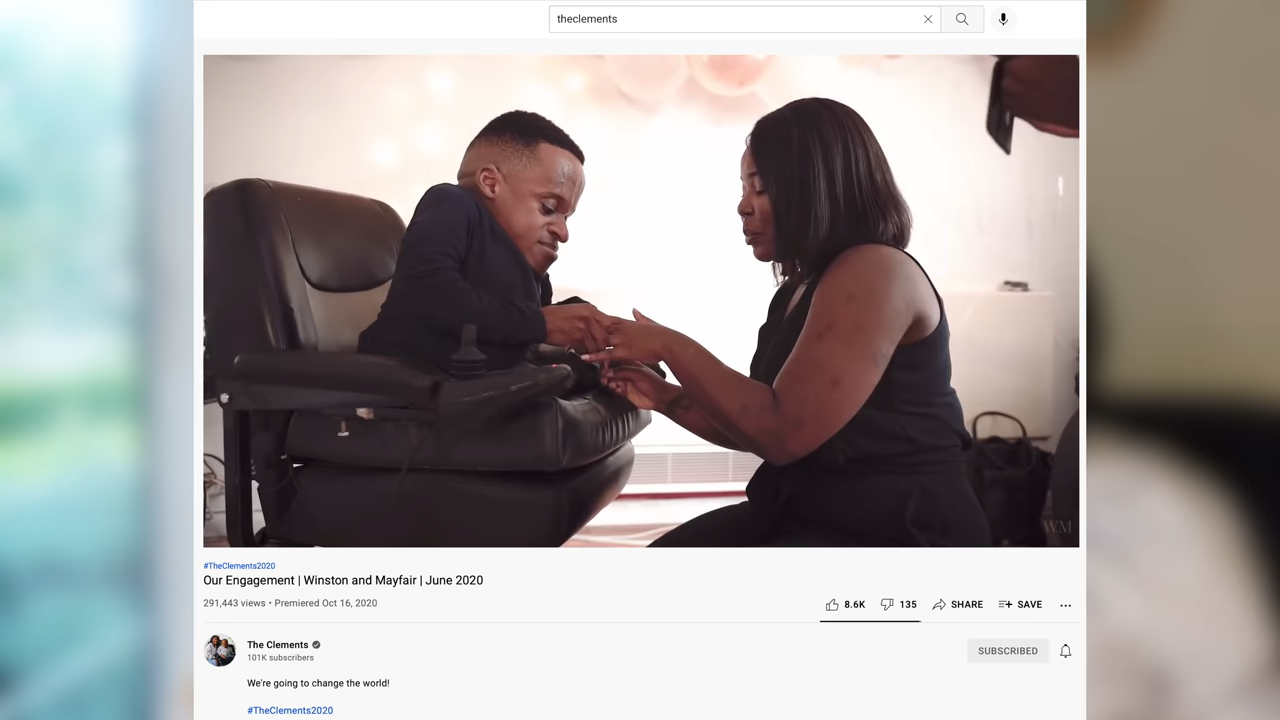 theclements
WM
#TheClements2020
Our Engagement | Winston and Mayfair | June 2020
291,443 views • Premiered Oct 16, 2020
8.6K
135
SHARE
SAVE
The Clements
101K subscribers
SUBSCRIBED
We're going to change the world!
#TheClements2020